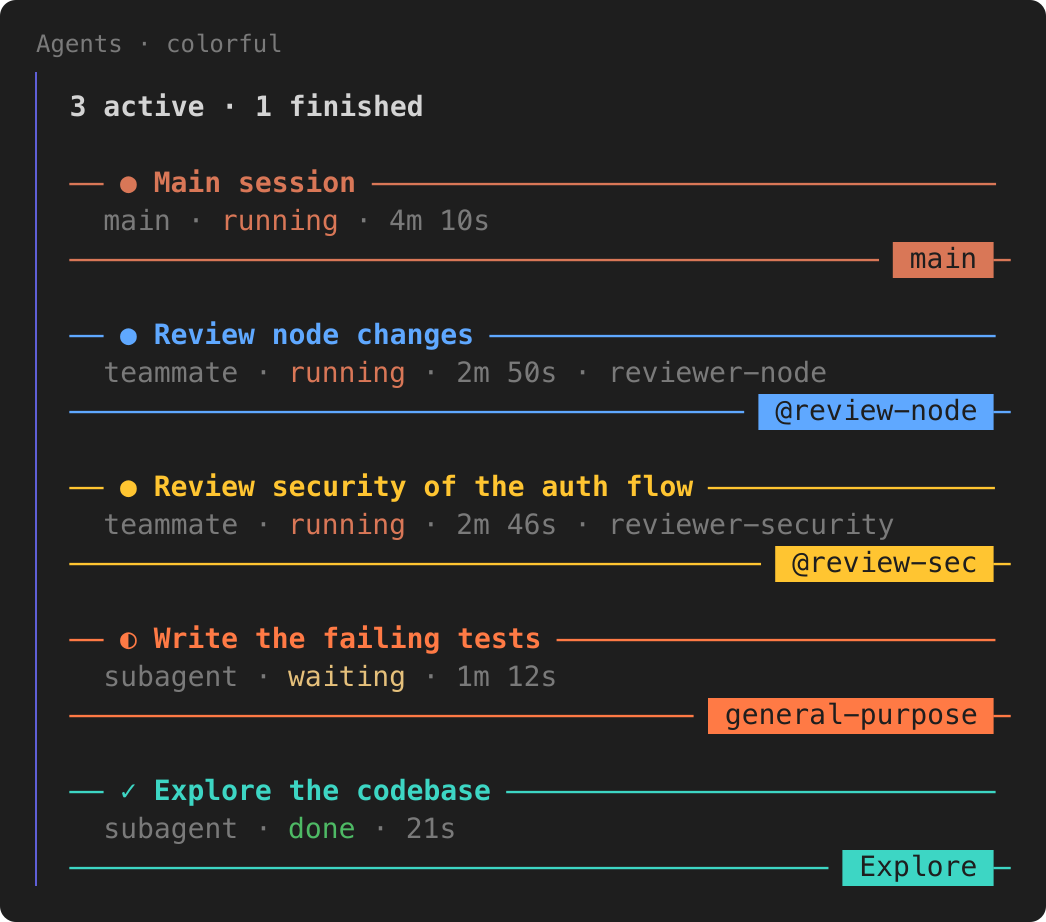 Agents · colorful
3 active · 1 finished
● Main session
main · running · 4m 10s
main
● Review node changes
teammate · running · 2m 50s · reviewer-node
@review-node
● Review security of the auth flow
teammate · running · 2m 46s · reviewer-security
@review-sec
◐ Write the failing tests
subagent · waiting · 1m 12s
general-purpose
✓ Explore the codebase
subagent · done · 21s
Explore